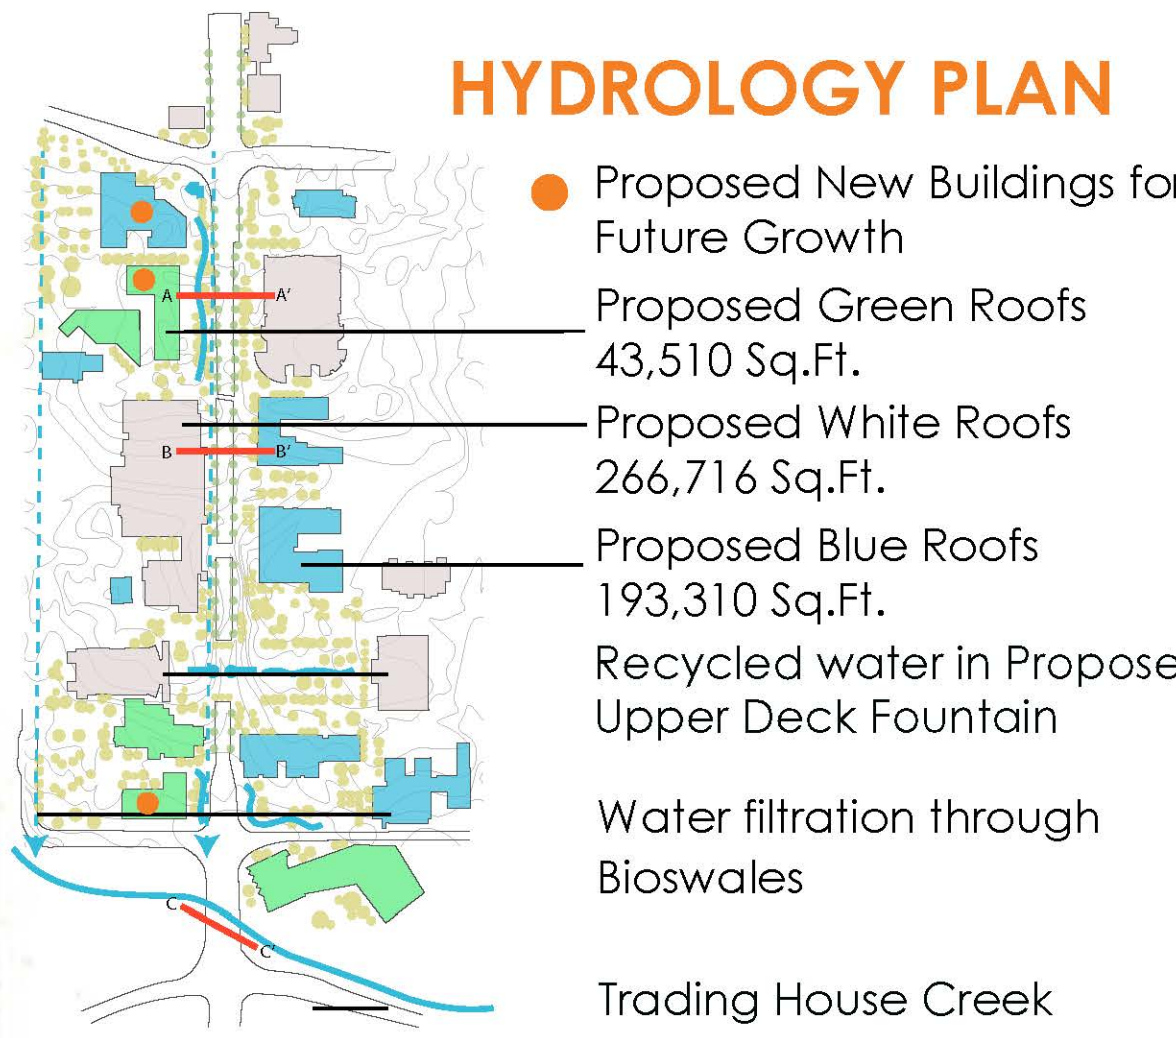 HYDROLOGY PLAN
Proposed New Buildings for
Future Growth
Proposed Green Roofs
43,510 Sq.Ft.
Proposed White Roofs
266,716 Sq.Ft.
Proposed Blue Roofs
193,310 Sq.Ft.
Recycled water in Propose
Upper Deck Fountain
Water filtration through
Bioswales
Trading House Creek
A A'
B B'
C
C'